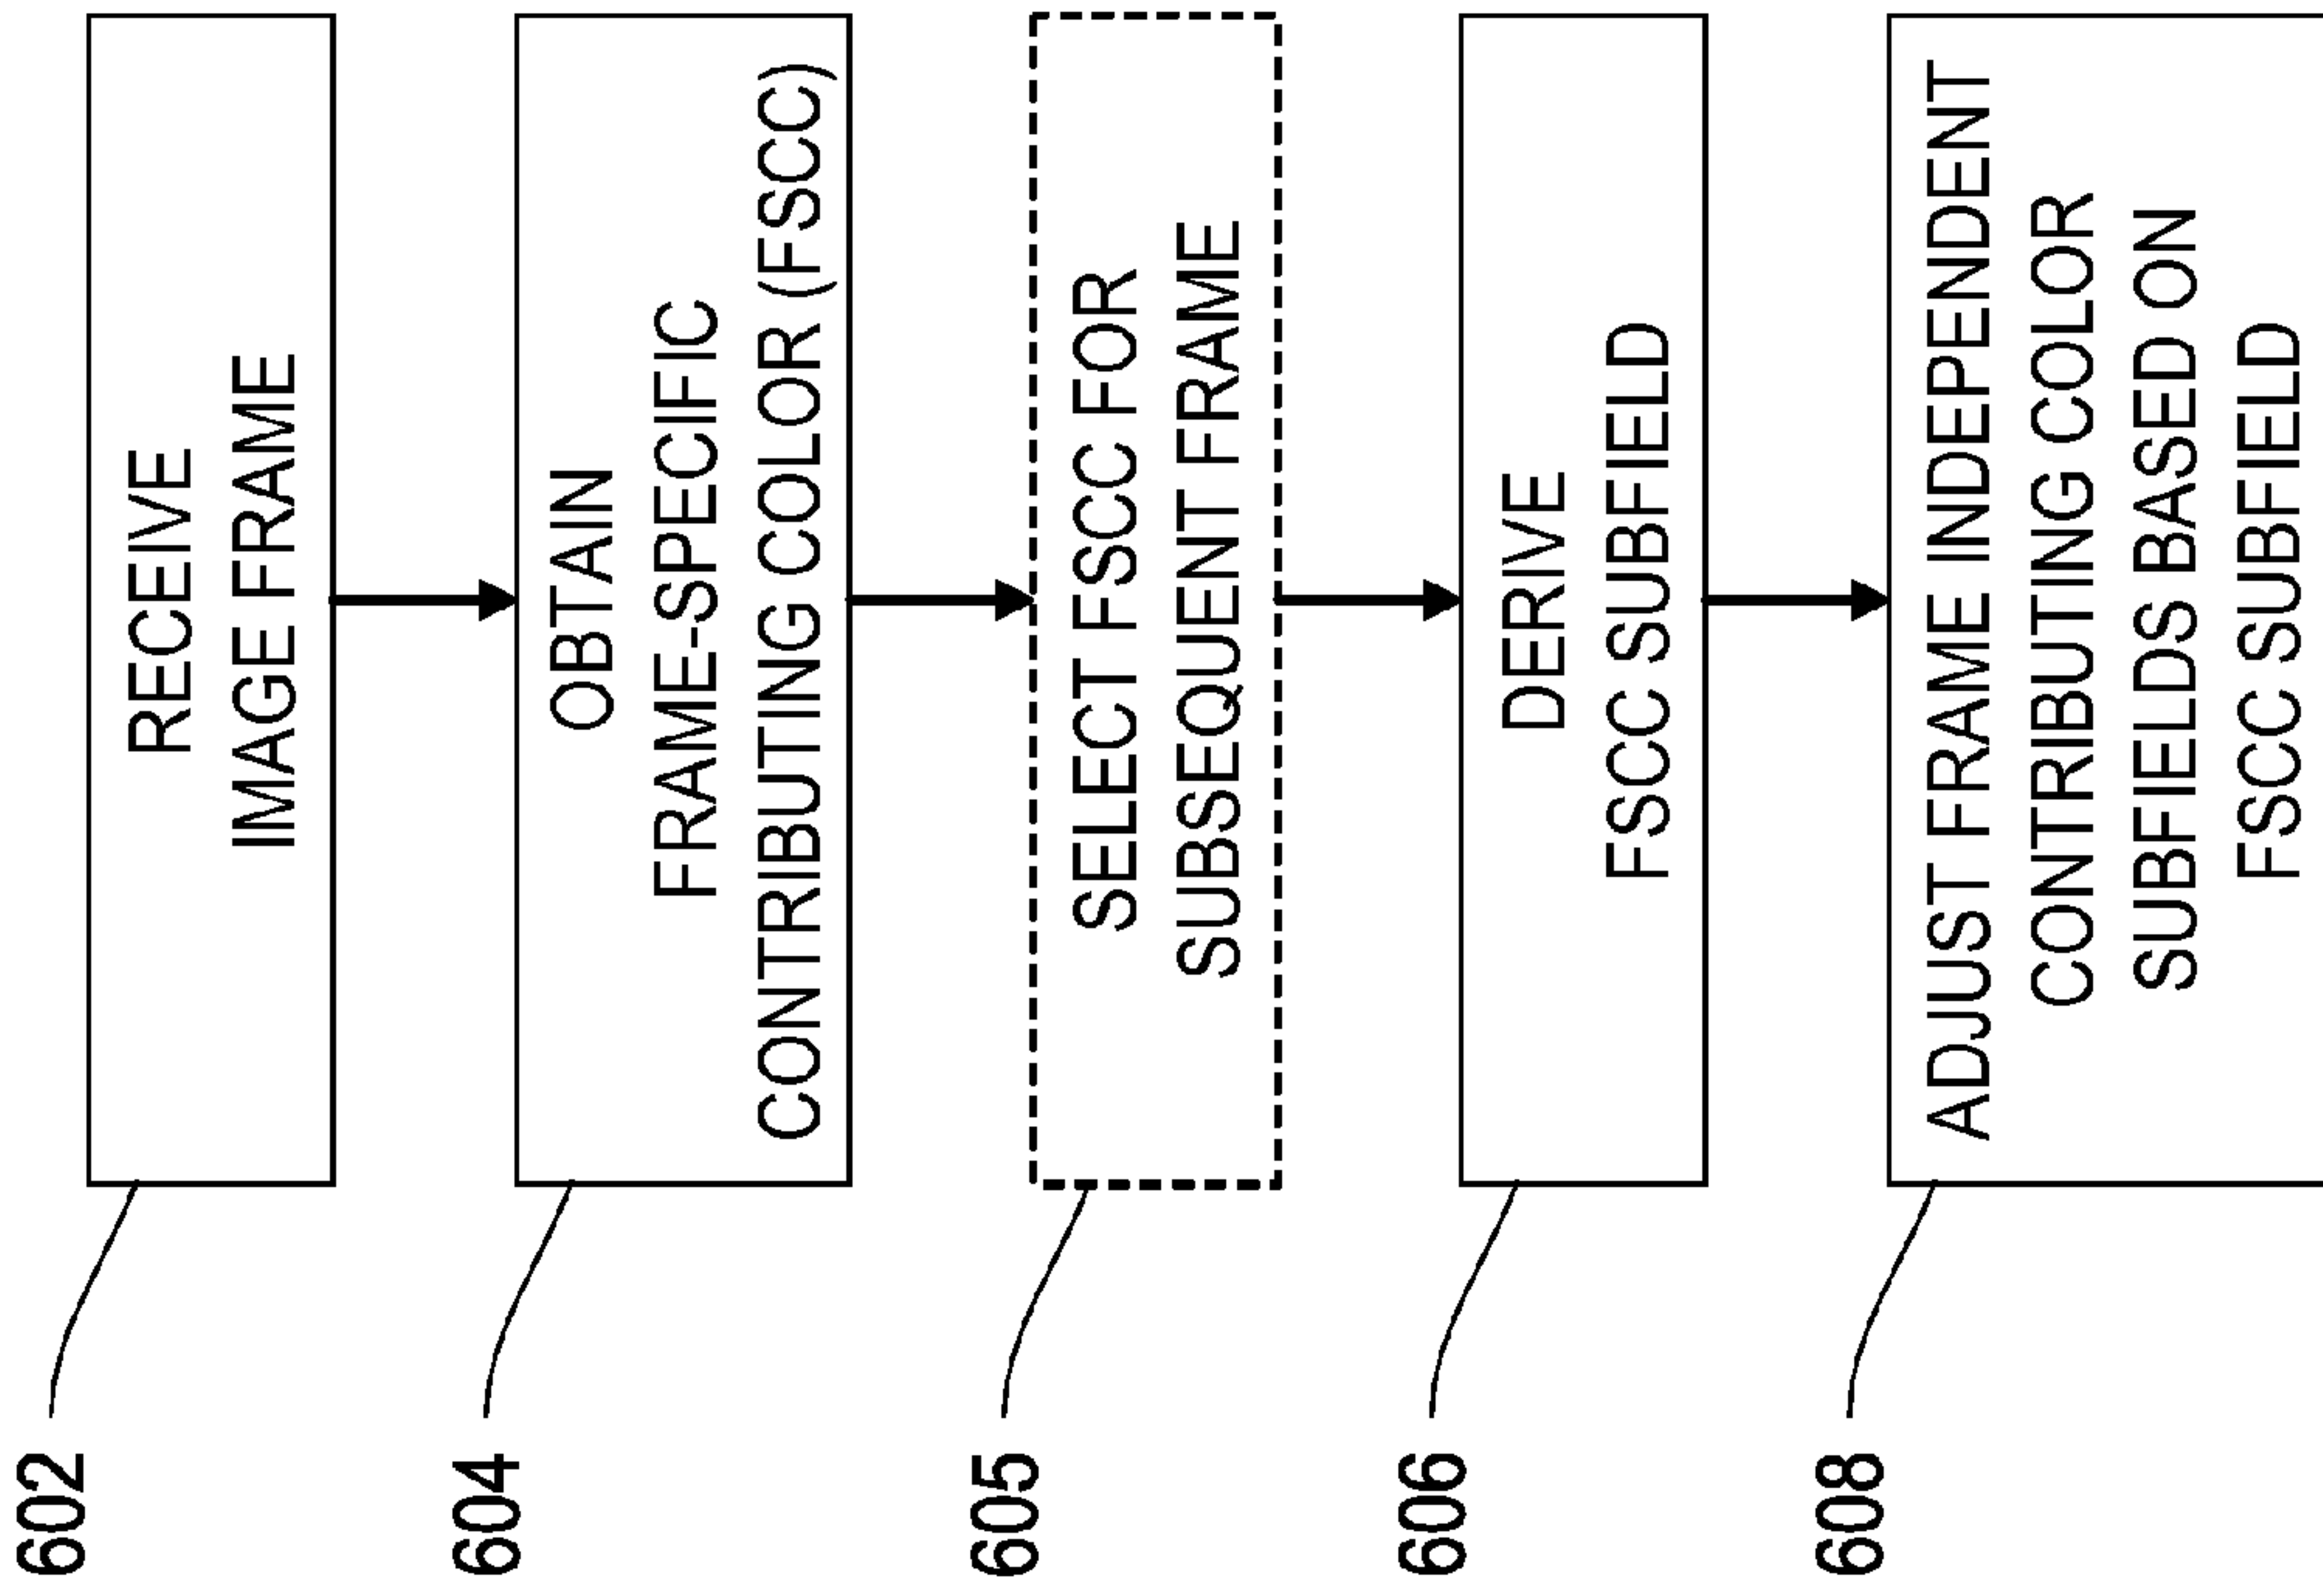 602
RECEIVE
IMAGE FRAME
604
OBTAIN
FRAME-SPECIFIC
CONTRIBUTING COLOR (FSCC)
605
SELECT FSCC FOR
SUBSEQUENT FRAME
606
DERIVE
FSCC SUBFIELD
608
ADJUST FRAME INDEPENDENT
CONTRIBUTING COLOR
SUBFIELDS BASED ON
FSCC SUBFIELD